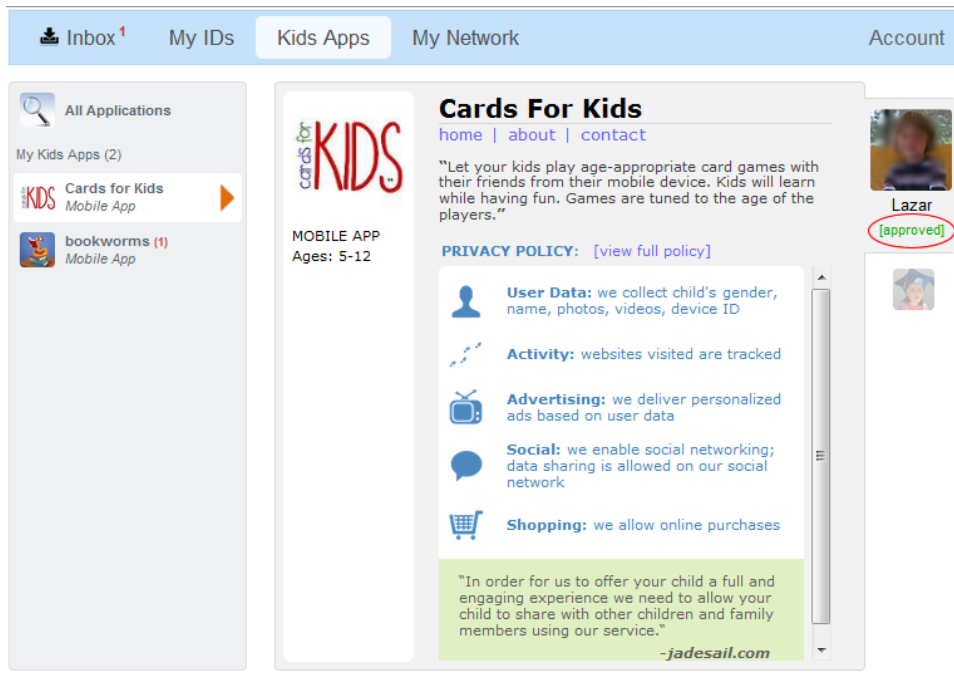 Inbox 1 My IDs Kids Apps My Network Account
All Applications
My Kids Apps (2)
cards for KIDS
Cards for Kids
Mobile App
bookworms (1)
Mobile App
cards for KIDS
MOBILE APP
Ages: 5-12
Cards For Kids
home | about | contact
"Let your kids play age-appropriate card games with
their friends from their mobile device. Kids will learn
while having fun. Games are tuned to the age of the
players."
PRIVACY POLICY: [view full policy]
User Data: we collect child's gender,
name, photos, videos, device ID
Activity: websites visited are tracked
Advertising: we deliver personalized
ads based on user data
Social: we enable social networking;
data sharing is allowed on our social
network
Shopping: we allow online purchases
"In order for us to offer your child a full and
engaging experience we need to allow your
child to share with other children and family
members using our service."
-jadesail.com
Lazar
[approved]